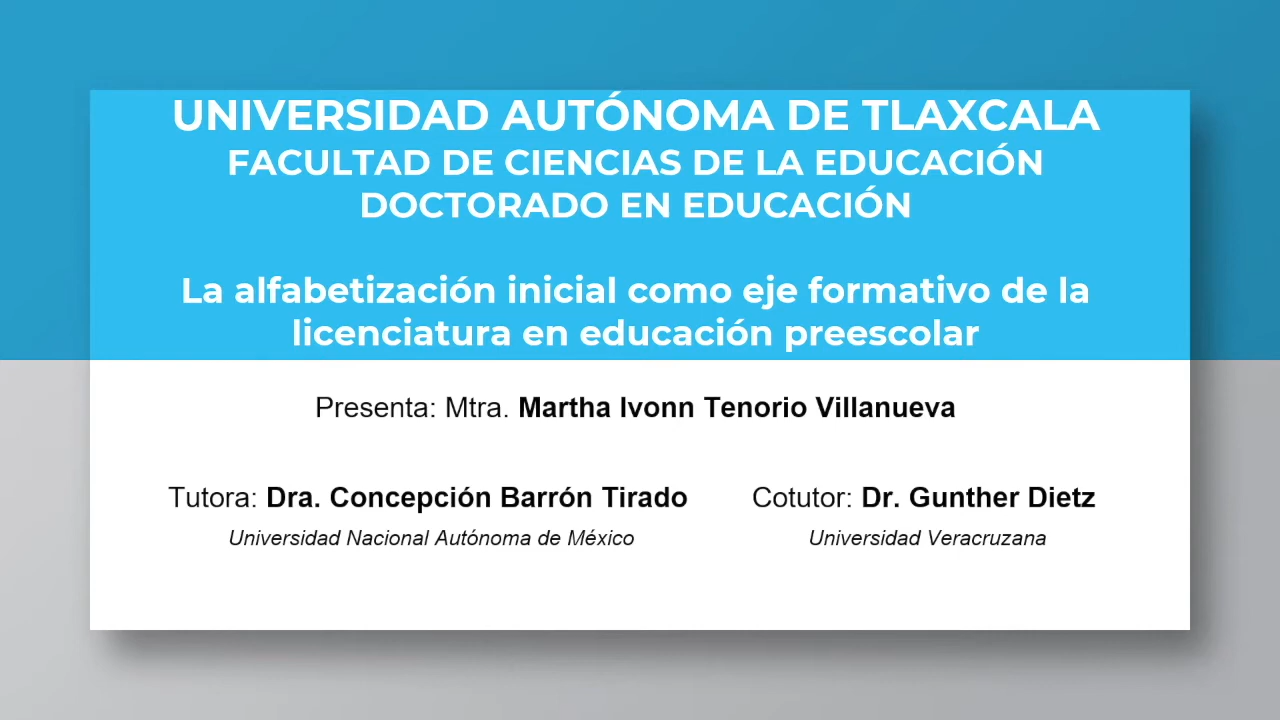 UNIVERSIDAD AUTÓNOMA DE TLAXCALA
FACULTAD DE CIENCIAS DE LA EDUCACIÓN
DOCTORADO EN EDUCACIÓN
La alfabetización inicial como eje formativo de la
licenciatura en educación preescolar
Presenta: Mtra. Martha Ivonn Tenorio Villanueva
Tutora: Dra. Concepción Barrón Tirado
Universidad Nacional Autónoma de México
Cotutor: Dr. Gunther Dietz
Universidad Veracruzana